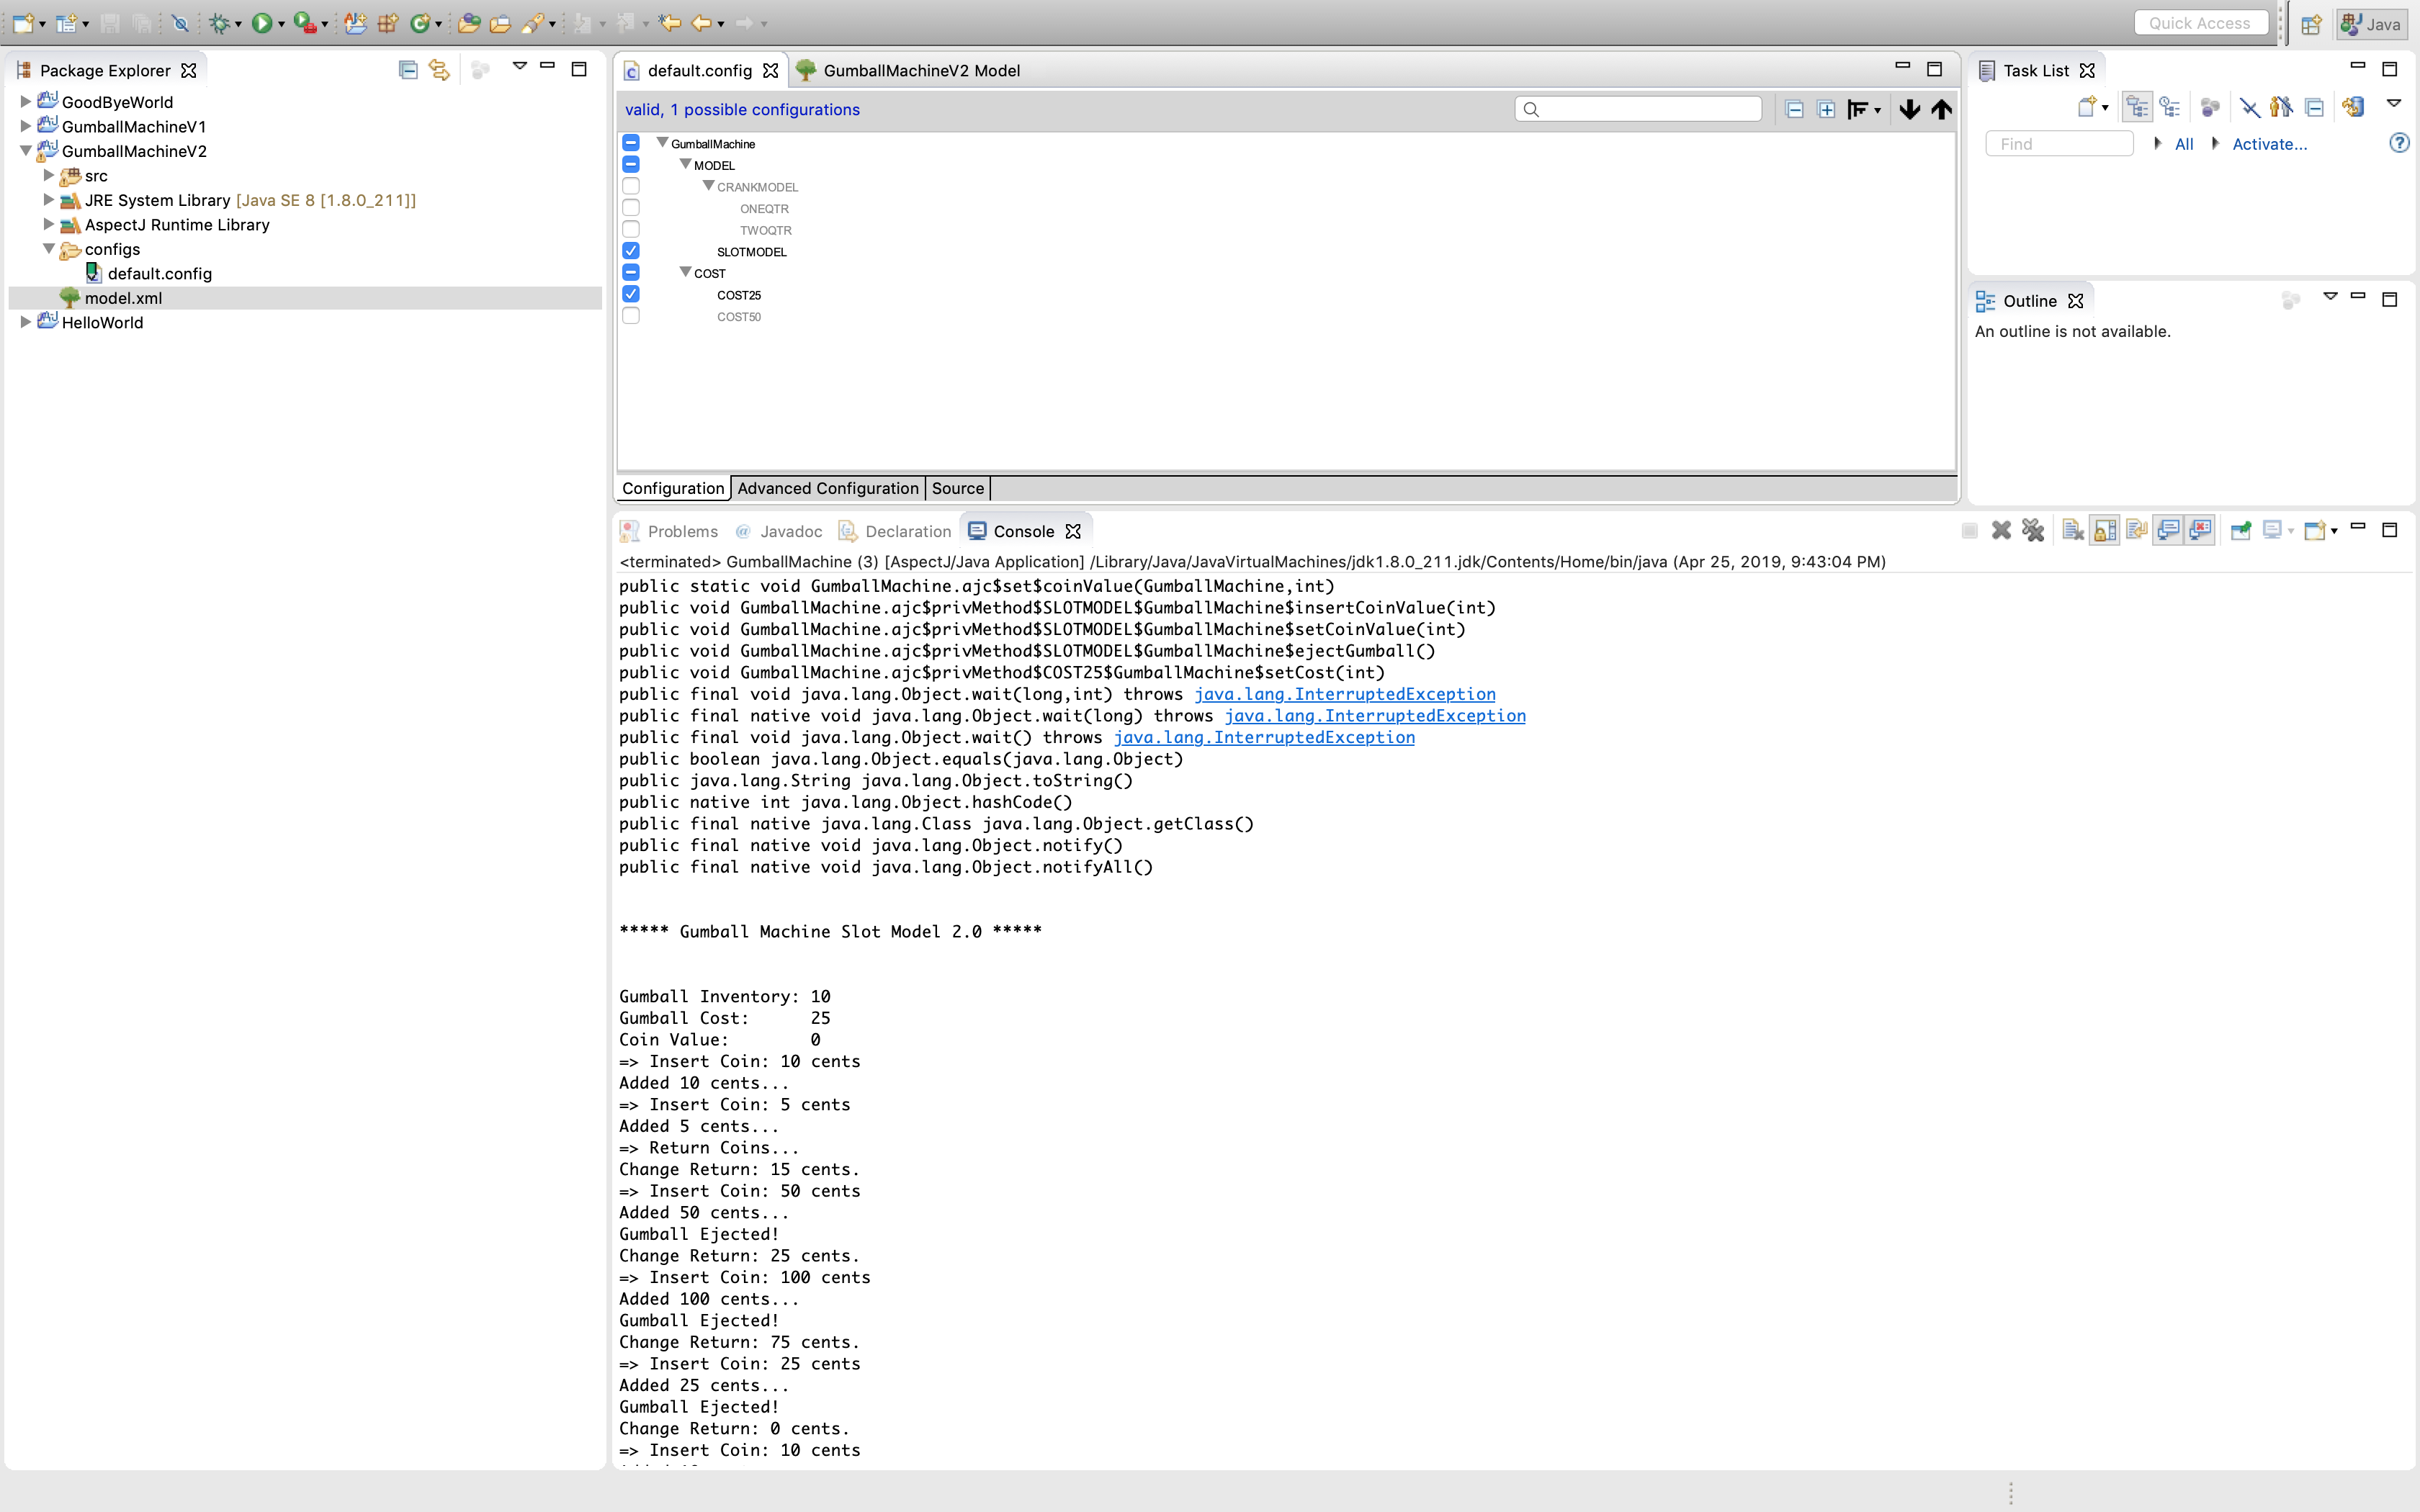 Quick Access
Java
Package Explorer
GoodByeWorld
GumballMachineV1
GumballMachineV2
src
JRE System Library [Java SE 8 [1.8.0_211]]
AspectJ Runtime Library
configs
default.config
model.xml
HelloWorld
default.config
GumballMachineV2 Model
valid, 1 possible configurations
GumballMachine
MODEL
CRANKMODEL
ONEQTR
TWOQTR
SLOTMODEL
COST
COST25
COST50
Configuration
Advanced Configuration
Source
Task List
Find
All
Activate...
Outline
An outline is not available.
Problems
Javadoc
Declaration
Console
<terminated> GumballMachine (3) [AspectJ/Java Application] /Library/Java/JavaVirtualMachines/jdk1.8.0_211.jdk/Contents/Home/bin/java (Apr 25, 2019, 9:43:04 PM)
public static void GumballMachine.ajc$set$coinValue(GumballMachine,int)
public void GumballMachine.ajc$privMethod$SLOTMODEL$GumballMachine$insertCoinValue(int)
public void GumballMachine.ajc$privMethod$SLOTMODEL$GumballMachine$setCoinValue(int)
public void GumballMachine.ajc$privMethod$SLOTMODEL$GumballMachine$ejectGumball()
public void GumballMachine.ajc$privMethod$COST25$GumballMachine$setCost(int)
public final void java.lang.Object.wait(long,int) throws java.lang.InterruptedException
public final native void java.lang.Object.wait(long) throws java.lang.InterruptedException
public final void java.lang.Object.wait() throws java.lang.InterruptedException
public boolean java.lang.Object.equals(java.lang.Object)
public java.lang.String java.lang.Object.toString()
public native int java.lang.Object.hashCode()
public final native java.lang.Class java.lang.Object.getClass()
public final native void java.lang.Object.notify()
public final native void java.lang.Object.notifyAll()
***** Gumball Machine Slot Model 2.0 *****
Gumball Inventory: 10
Gumball Cost: 25
Coin Value: 0
=> Insert Coin: 10 cents
Added 10 cents...
=> Insert Coin: 5 cents
Added 5 cents...
=> Return Coins...
Change Return: 15 cents.
=> Insert Coin: 50 cents
Added 50 cents...
Gumball Ejected!
Change Return: 25 cents.
=> Insert Coin: 100 cents
Added 100 cents...
Gumball Ejected!
Change Return: 75 cents.
=> Insert Coin: 25 cents
Added 25 cents...
Gumball Ejected!
Change Return: 0 cents.
=> Insert Coin: 10 cents